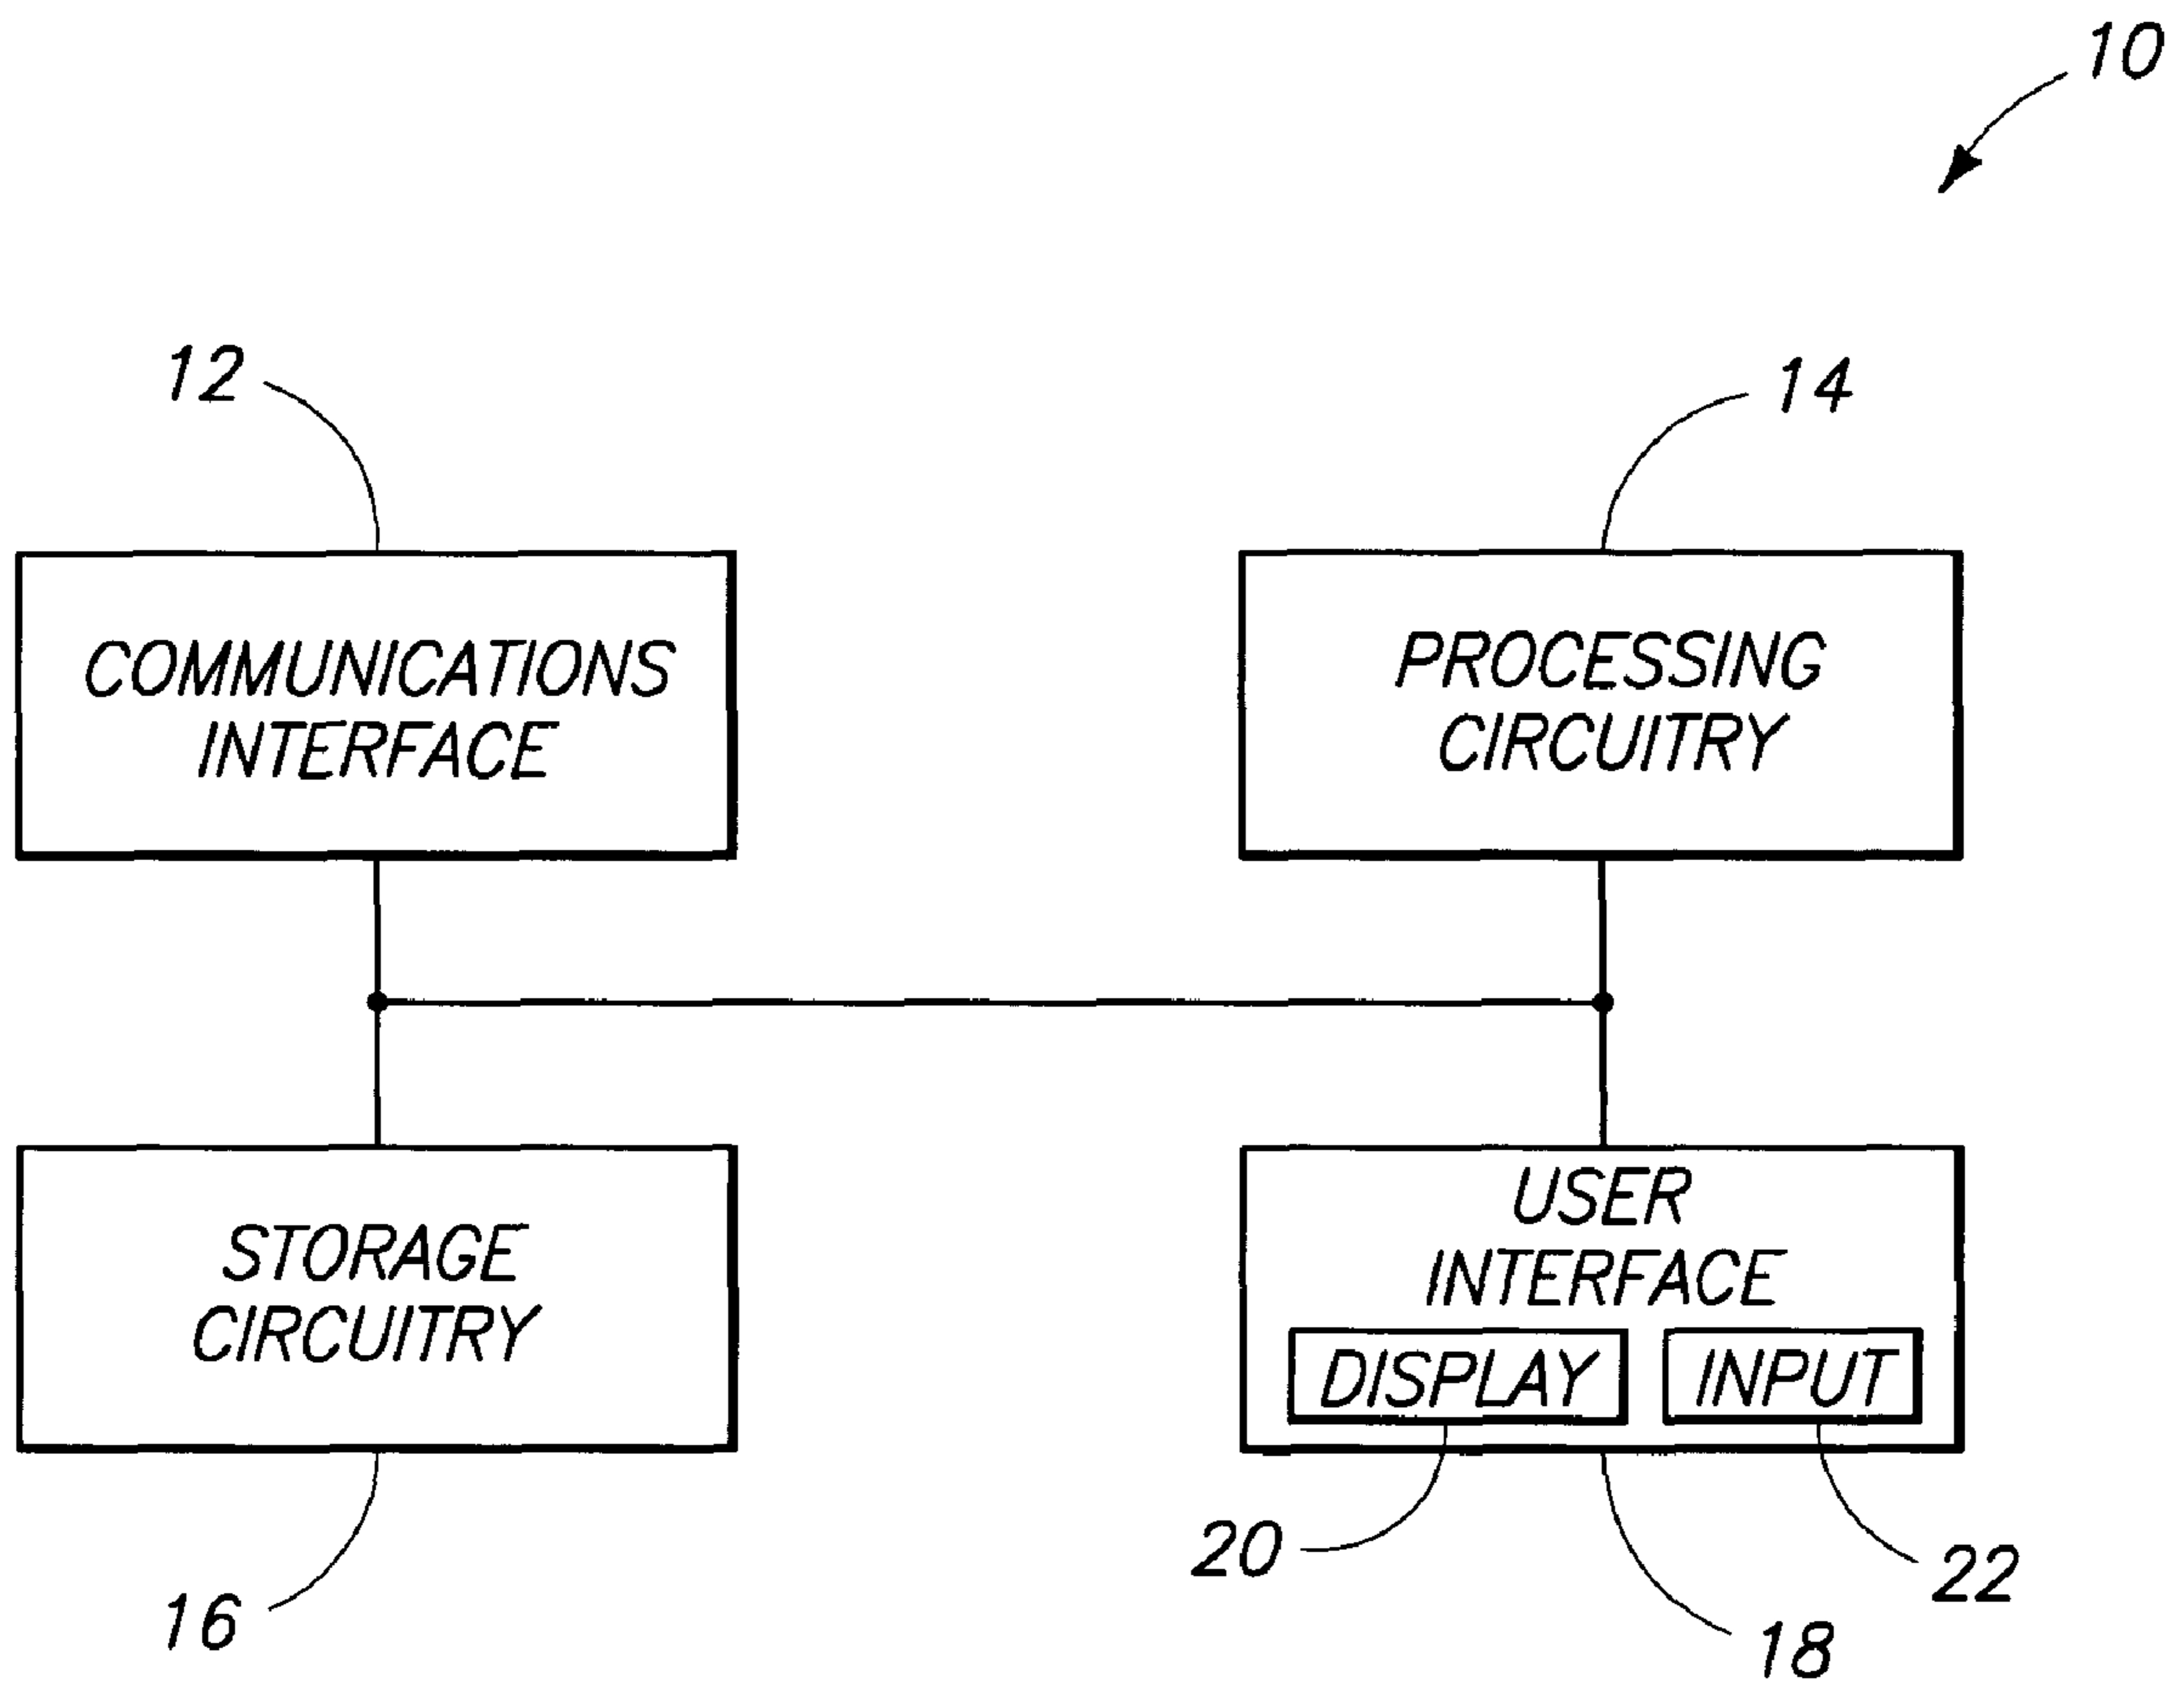 10
12
14
COMMUNICATIONS
INTERFACE
PROCESSING
CIRCUITRY
STORAGE
CIRCUITRY
USER
INTERFACE
DISPLAY
INPUT
20
22
16
18